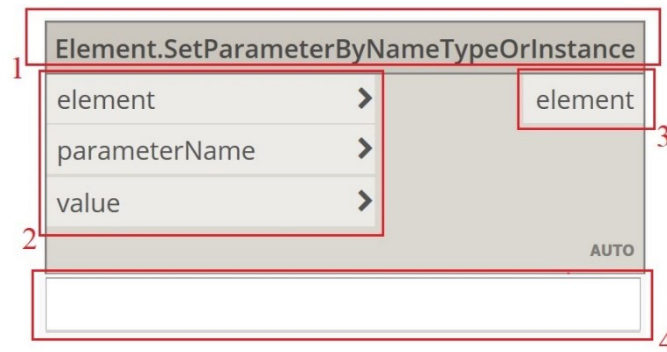 Element.SetParameterByNameTypeOrInstance
1
element
element
3
parameterName
value
2
AUTO
4